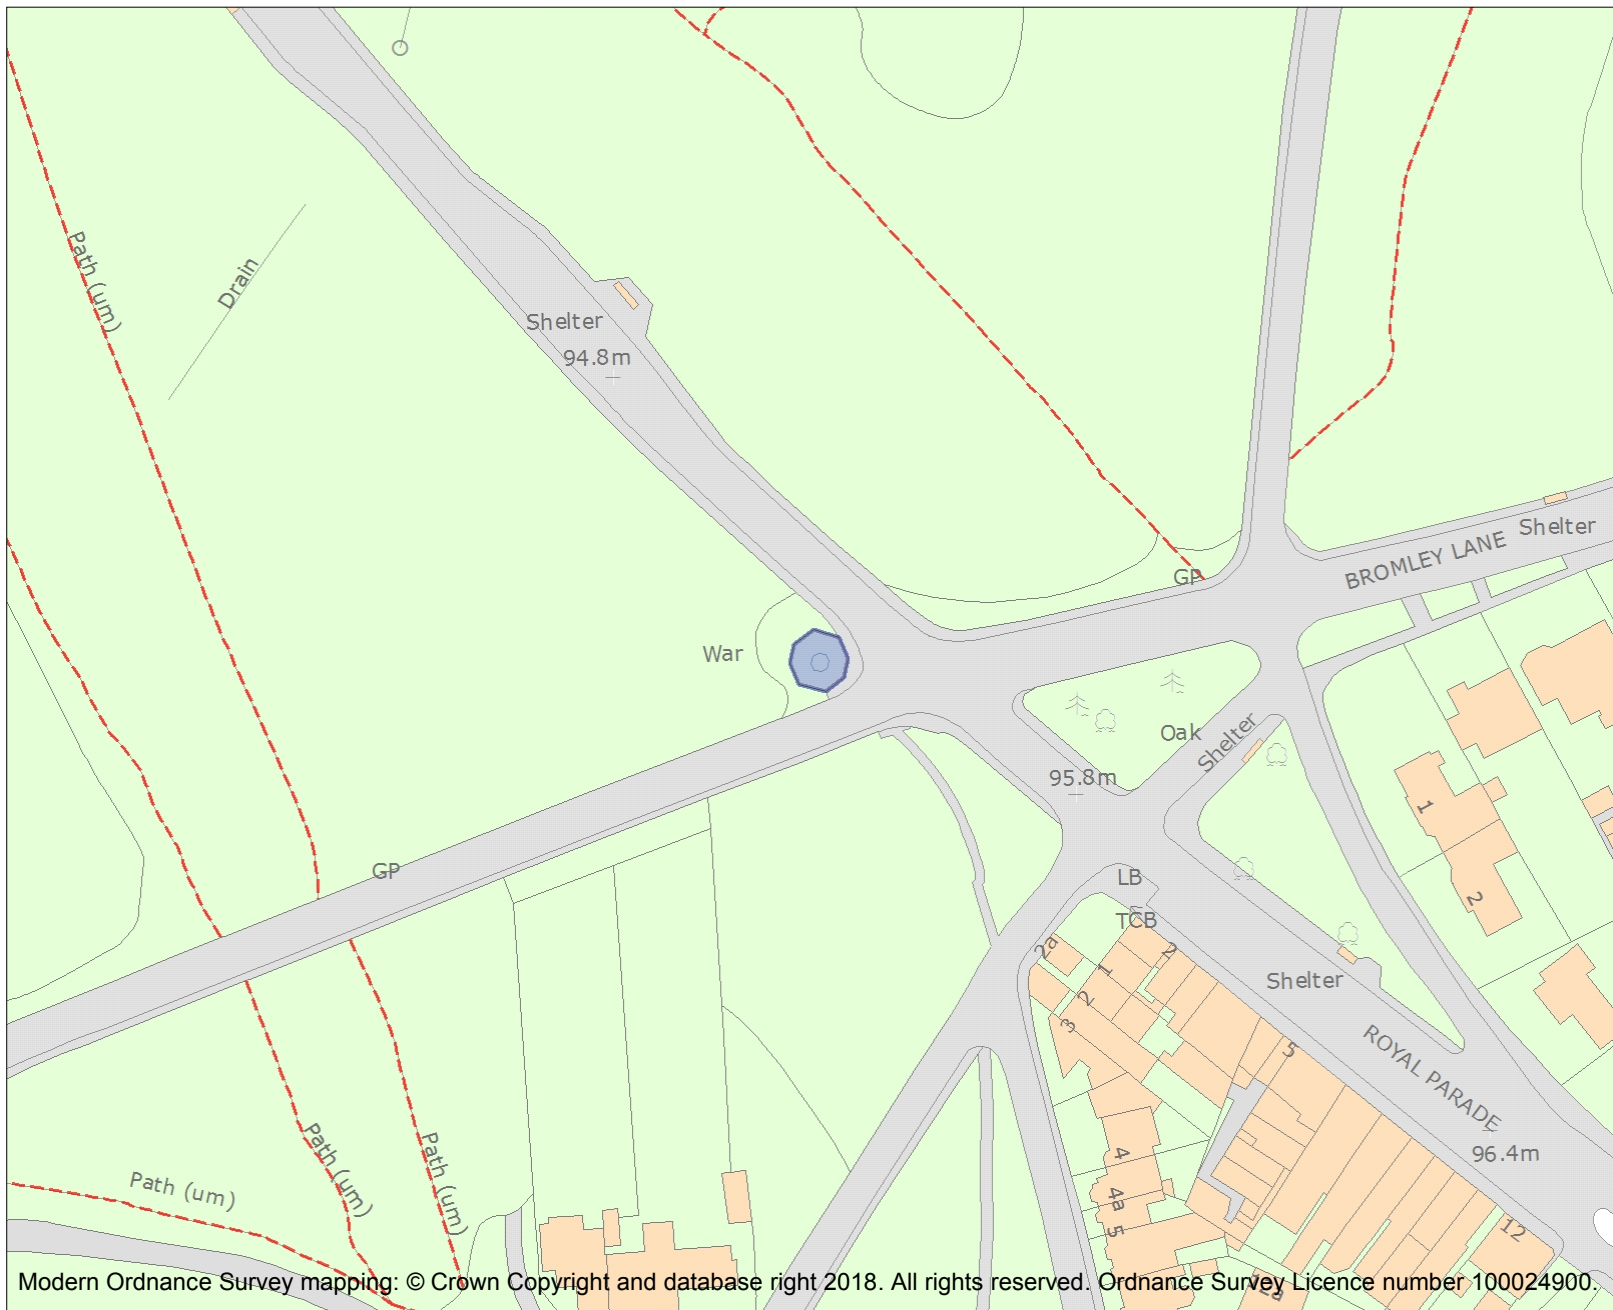 Path (um)
Drain
Shelter
94.8m
Shelter
BROMLEY LANE
GP
War
Oak
Shelter
95.8m
1
GP
LB
2
TCB
2a
1
2
2
3
Shelter
5
ROYAL PARADE
96.4m
Path (um)
Path (um)
Path (um)
4
4a
5
12
12a
Modern Ordnance Survey mapping: © Crown Copyright and database right 2018. All rights reserved. Ordnance Survey Licence number 100024900.